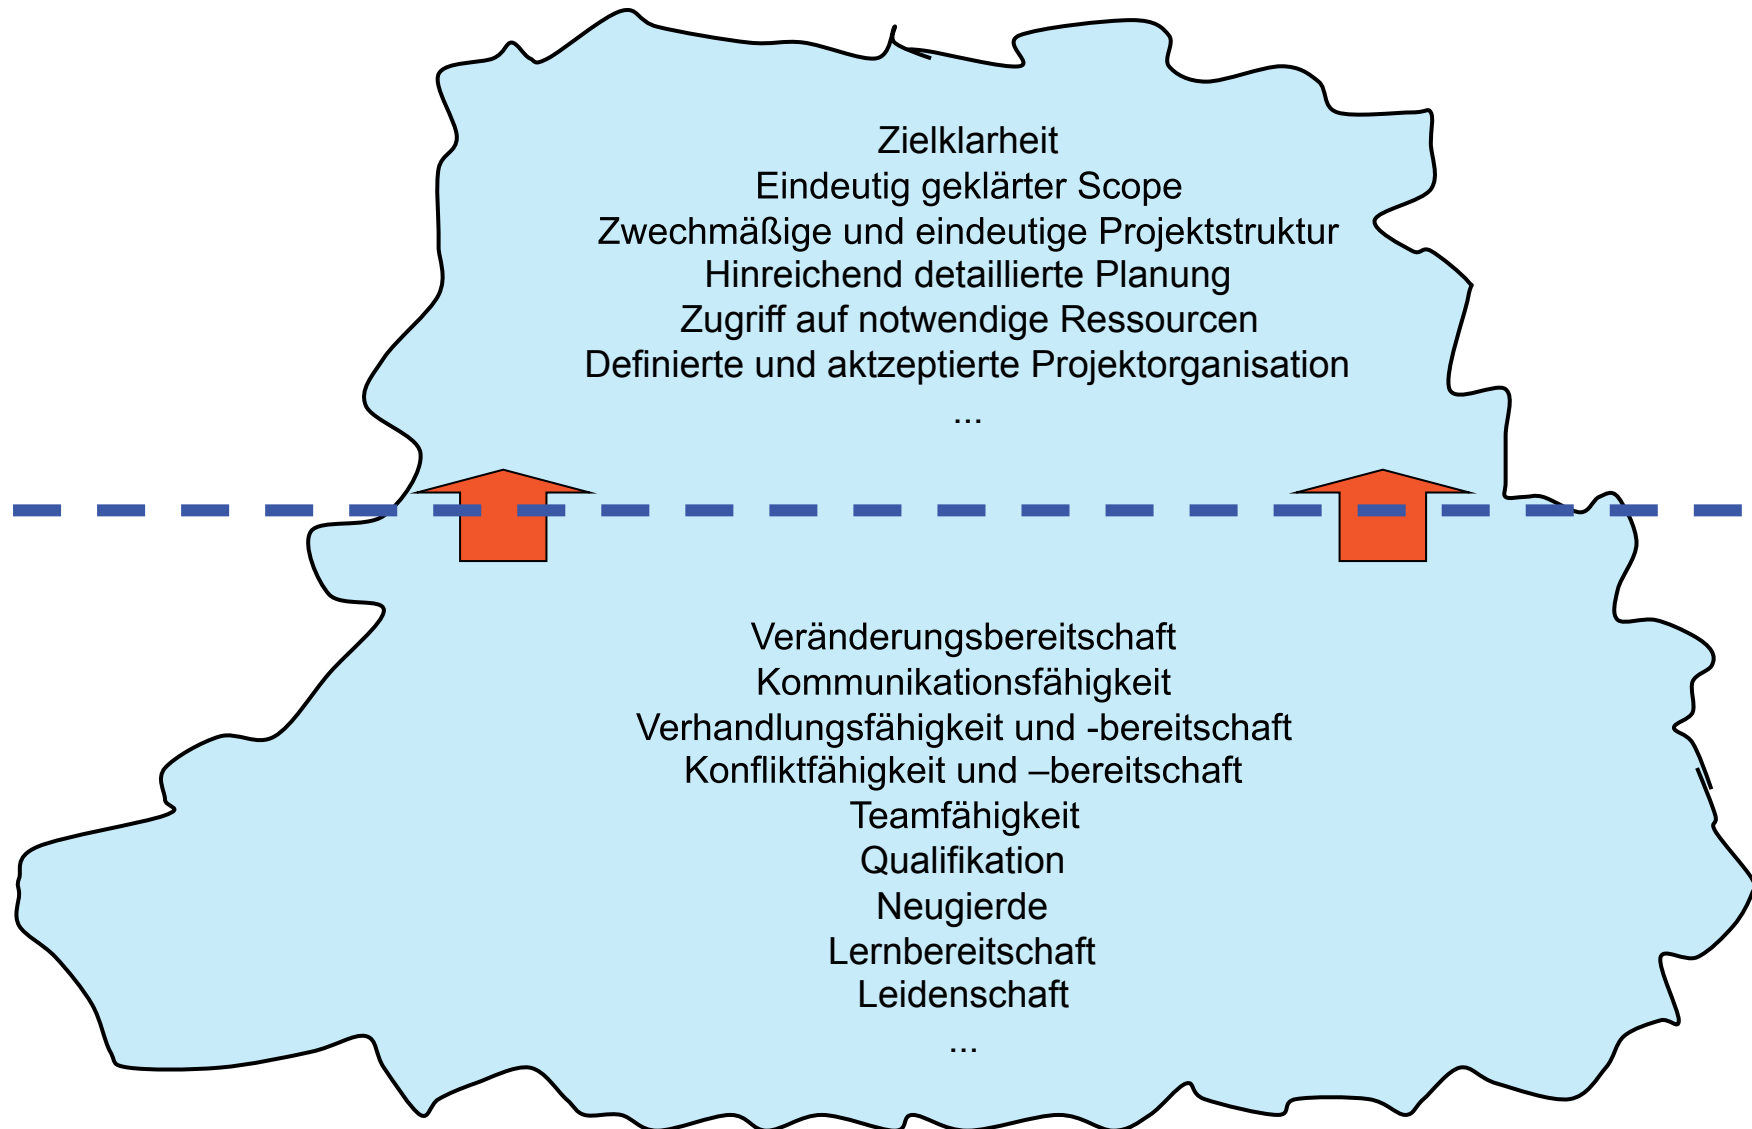 Zielklarheit
Eindeutig geklärter Scope
Zwechmäßige und eindeutige Projektstruktur
Hinreichend detaillierte Planung
Zugriff auf notwendige Ressourcen
Definierte und aktzeptierte Projektorganisation
...
Veränderungsbereitschaft
Kommunikationsfähigkeit
Verhandlungsfähigkeit und -bereitschaft
Konfliktfähigkeit und –bereitschaft
Teamfähigkeit
Qualifikation
Neugierde
Lernbereitschaft
Leidenschaft
...